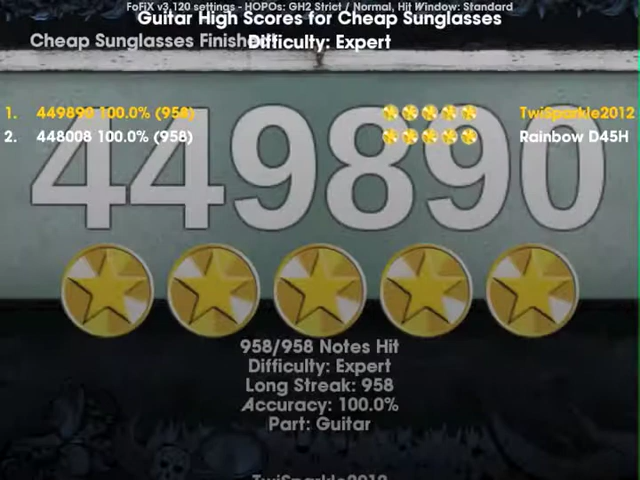 FoFiX v3.120 settings - HOPOs: GH2 Strict / Normal, Hit Window: Standard
Guitar High Scores for Cheap Sunglasses
Cheap Sunglasses Finished!
Difficulty: Expert
1. 449890 100.0% (958) TwiSparkle2012
2. 448008 100.0% (958) Rainbow D45H
449890
958/958 Notes Hit
Difficulty: Expert
Long Streak: 958
Accuracy: 100.0%
Part: Guitar
TwiSparkle2012